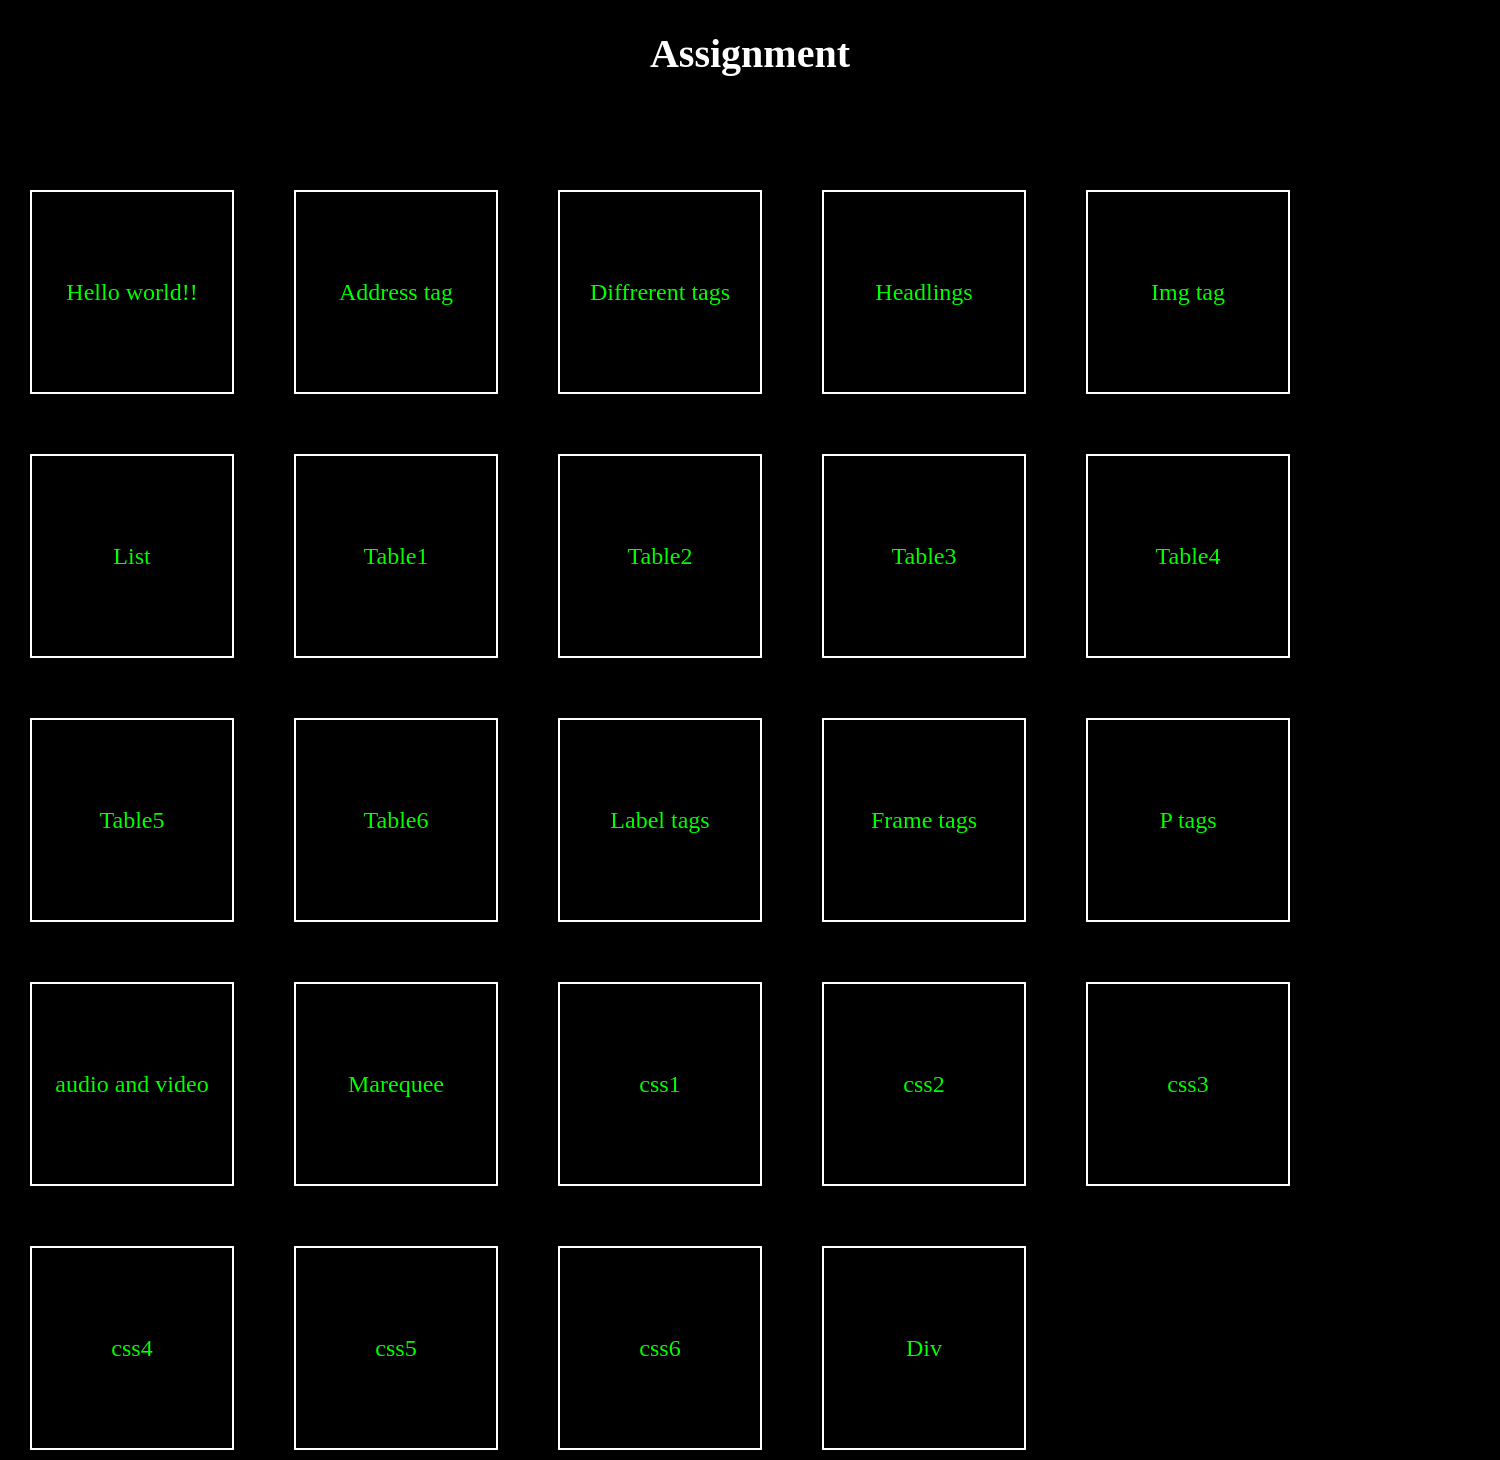 Assignment
Hello world!!
Address tag
Diffrerent tags
Headlings
Img tag
List
Table1
Table2
Table3
Table4
Table5
Table6
Label tags
Frame tags
P tags
audio and video
Marequee
css1
css2
css3
css4
css5
css6
Div